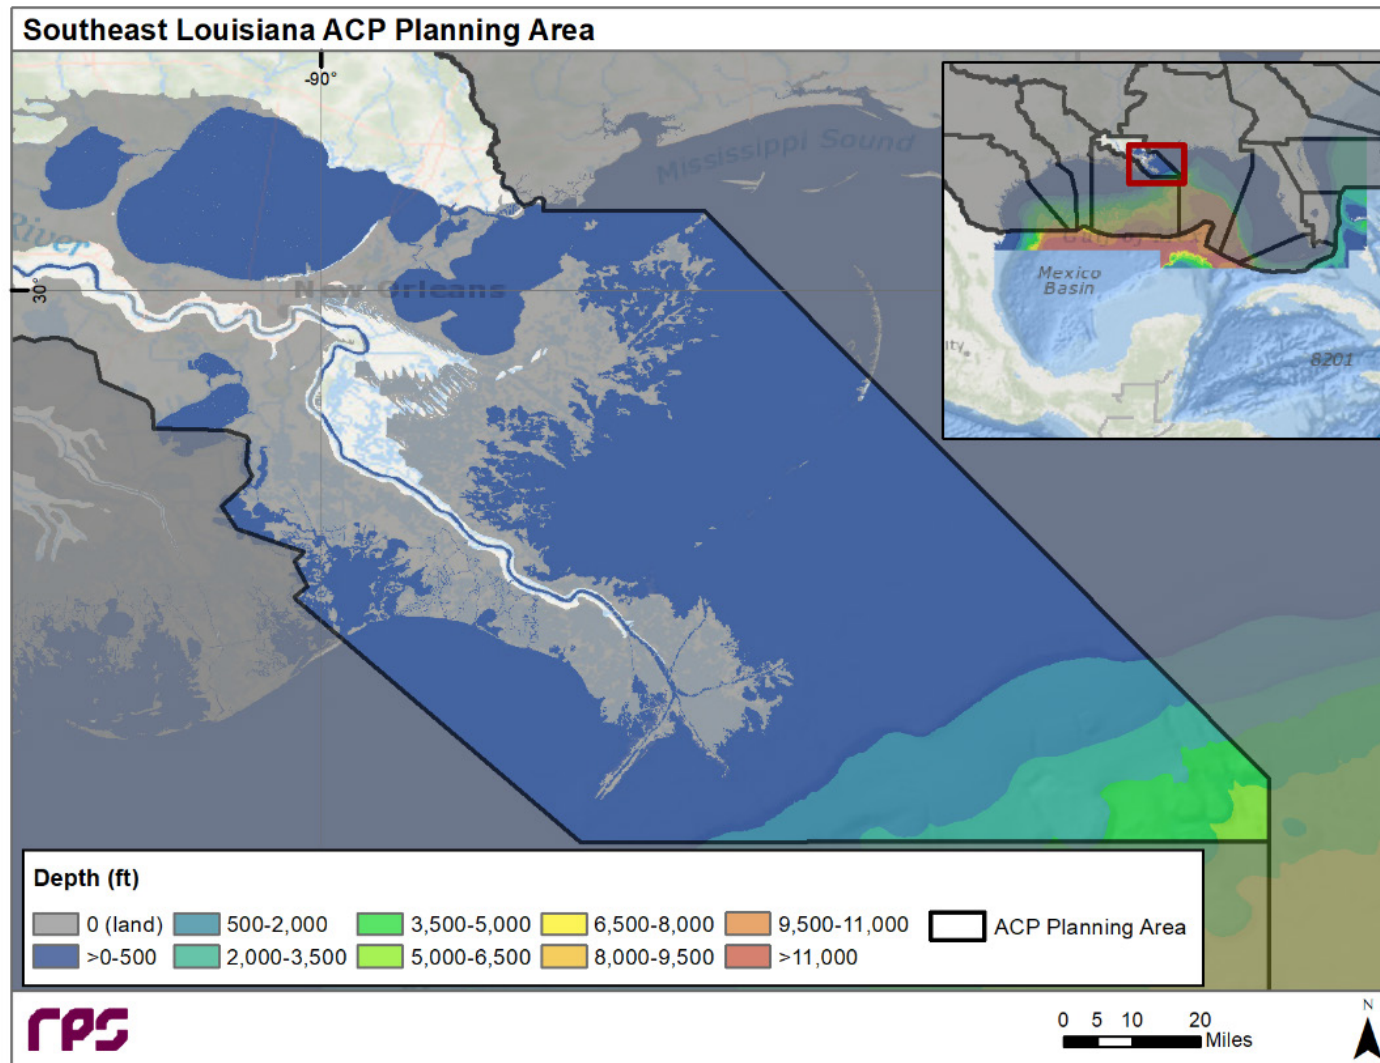 Southeast Louisiana ACP Planning Area
-90°
Mississippi Sound
River
30°
New Orleans
Mexico
Basin
8201
Depth (ft)
0 (land)
500-2,000
3,500-5,000
6,500-8,000
9,500-11,000
ACP Planning Area
>0-500
2,000-3,500
5,000-6,500
8,000-9,500
>11,000
rps
0 5 10 20
Miles
N